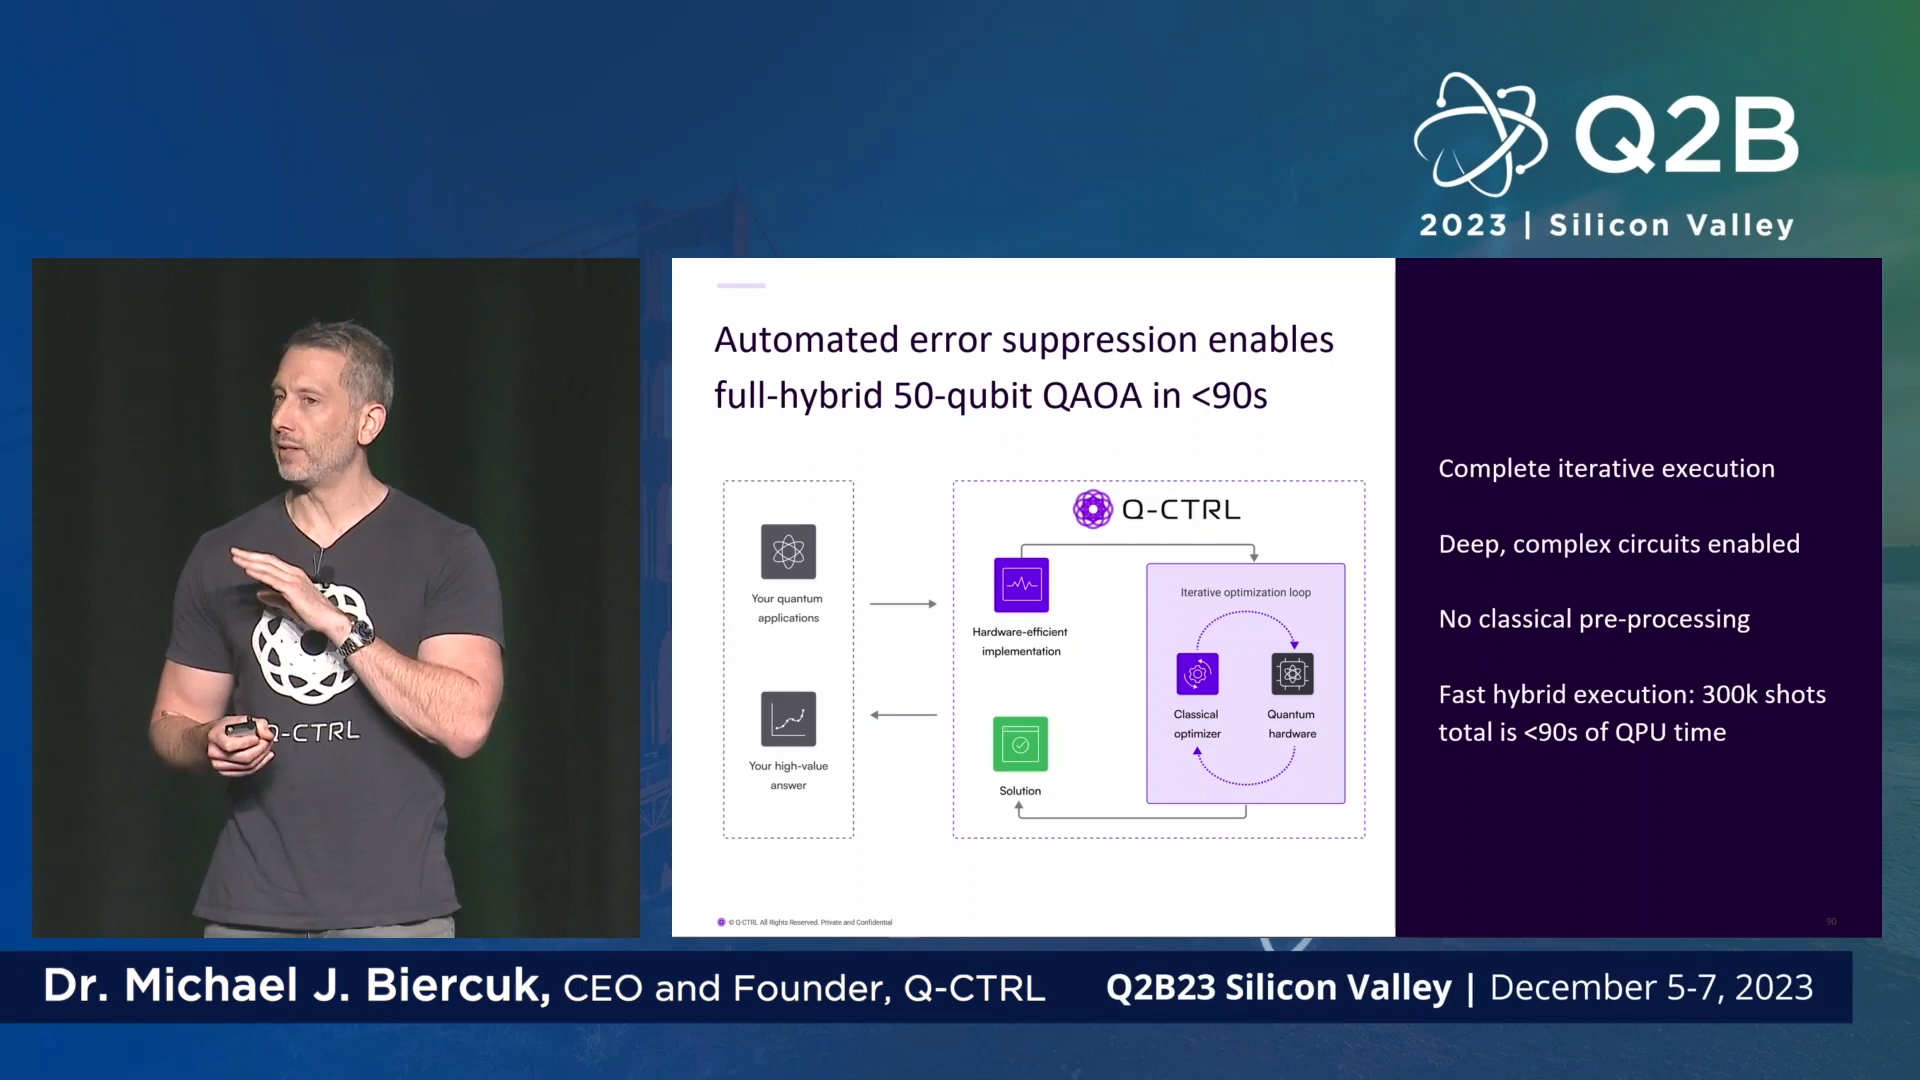 Q2B
2023 | Silicon Valley
Automated error suppression enables
full-hybrid 50-qubit QAOA in <90s
Q-CTRL
Your quantum
applications
Hardware-efficient
implementation
Iterative optimization loop
Classical
optimizer
Quantum
hardware
Your high-value
answer
Solution
Complete iterative execution
Deep, complex circuits enabled
No classical pre-processing
Fast hybrid execution: 300k shots
total is <90s of QPU time
© Q-CTRL All Rights Reserved. Private and Confidential
90
Q-CTRL
Dr. Michael J. Biercuk, CEO and Founder, Q-CTRL
Q2B23 Silicon Valley | December 5-7, 2023